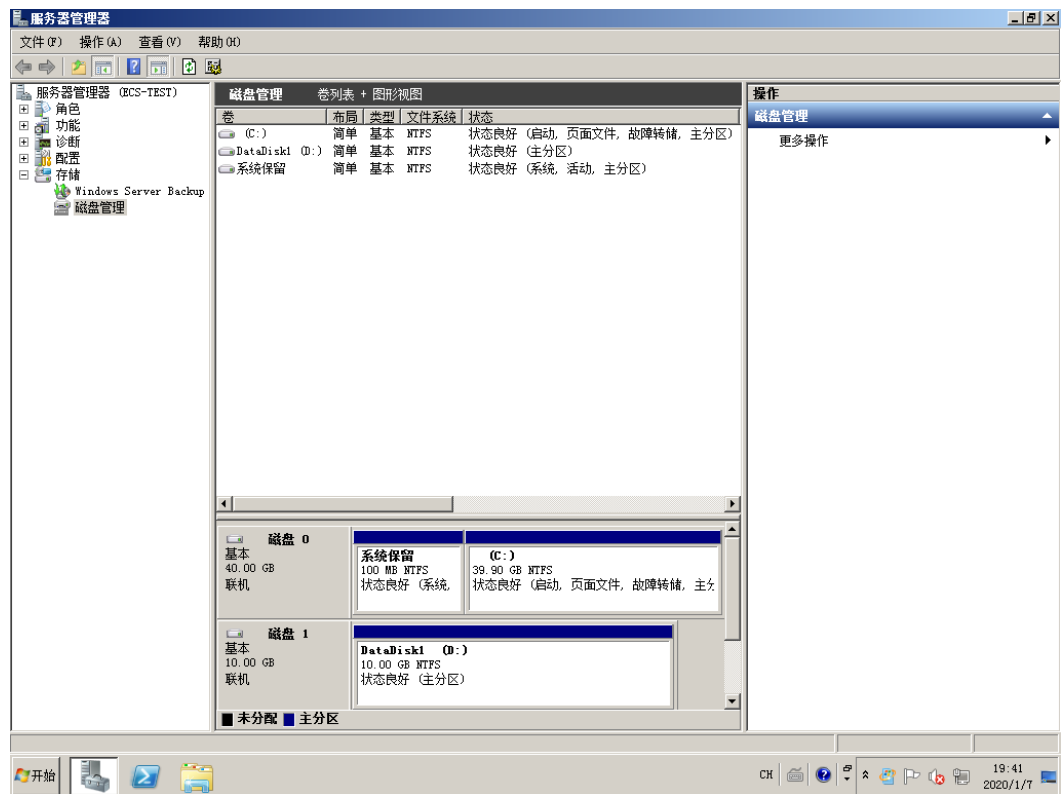 服务器管理器
文件(F) 操作(A) 查看(V) 帮助(H)
服务器管理器 (ECS-TEST)
角色
功能
诊断
配置
存储
Windows Server Backup
磁盘管理
磁盘管理 卷列表 + 图形视图
卷 布局 类型 文件系统 状态
(C:) 简单 基本 NTFS 状态良好 (启动, 页面文件, 故障转储, 主分区)
DataDisk1 (D:) 简单 基本 NTFS 状态良好 (主分区)
系统保留 简单 基本 NTFS 状态良好 (系统, 活动, 主分区)
磁盘 0
基本
40.00 GB
联机
系统保留
100 MB NTFS
状态良好 (系统,
(C:)
39.90 GB NTFS
状态良好 (启动, 页面文件, 故障转储, 主分
磁盘 1
基本
10.00 GB
联机
DataDisk1 (D:)
10.00 GB NTFS
状态良好 (主分区)
未分配 主分区
操作
磁盘管理
更多操作
开始
CH
19:41
2020/1/7